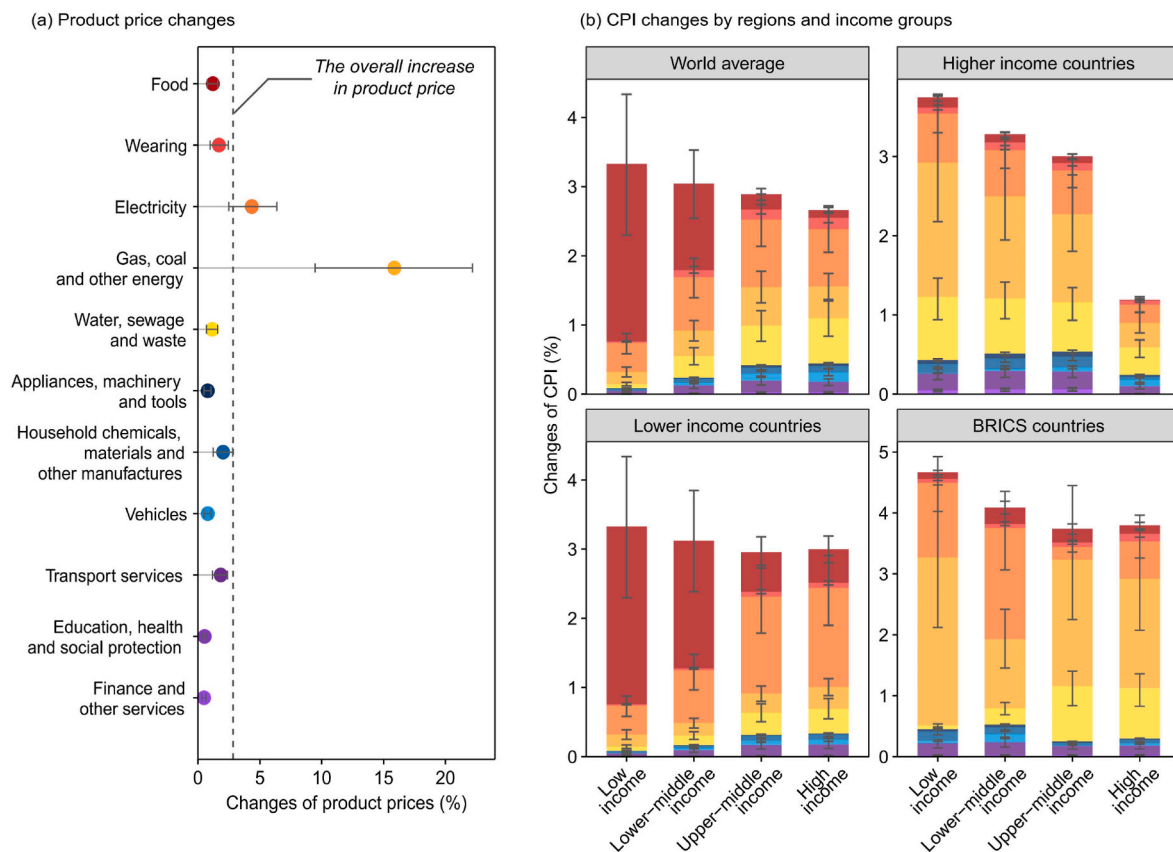 (a) Product price changes
The overall increase
in product price
Food
Wearing
Electricity
Gas, coal
and other energy
Water, sewage
and waste
Appliances, machinery
and tools
Household chemicals,
materials and
other manufactures
Vehicles
Transport services
Education, health
and social protection
Finance and
other services
0 5 10 15 20
Changes of product prices (%)
(b) CPI changes by regions and income groups
Changes of CPI (%)
World average
4
3
2
1
0
Higher income countries
3
2
1
0
Lower income countries
4
3
2
1
0
Low
income
Lower−middle
income
Upper−middle
income
High
income
BRICS countries
5
4
3
2
1
0
Low
income
Lower−middle
income
Upper−middle
income
High
income